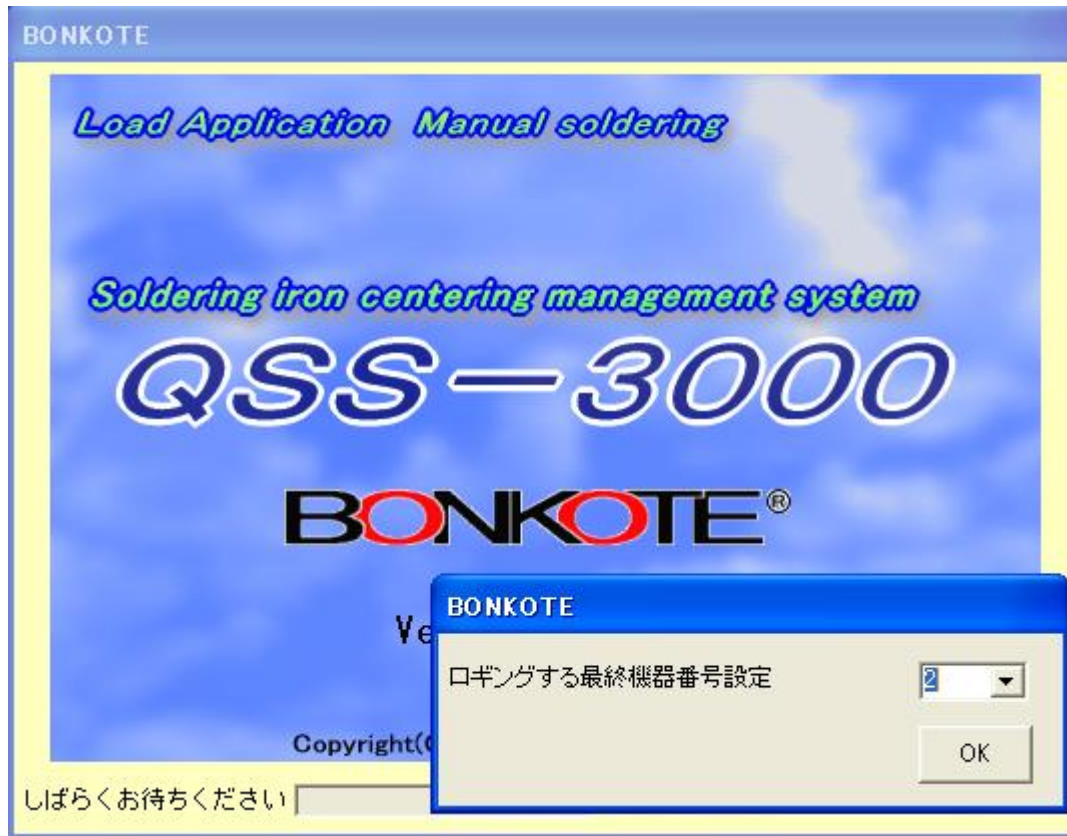 BONKOTE
Load Application Manual soldering
Soldering iron centering management system
QSS-3000
BONKOTE®
BONKOTE
ロギングする最終機器番号設定
2
OK
Copyright(
しばらくお待ちください